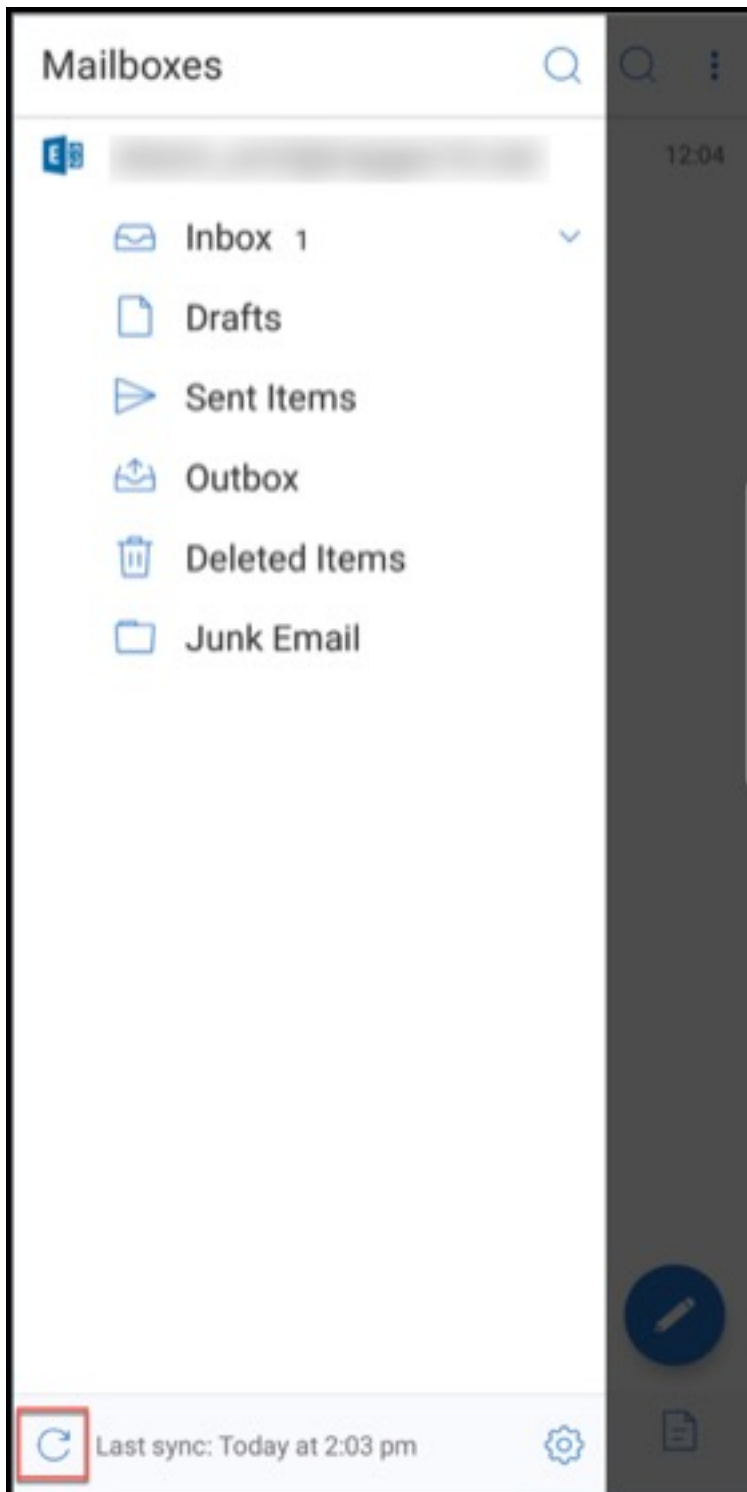 Mailboxes
12:04
Inbox 1
Drafts
Sent Items
Outbox
Deleted Items
Junk Email
Last sync: Today at 2:03 pm